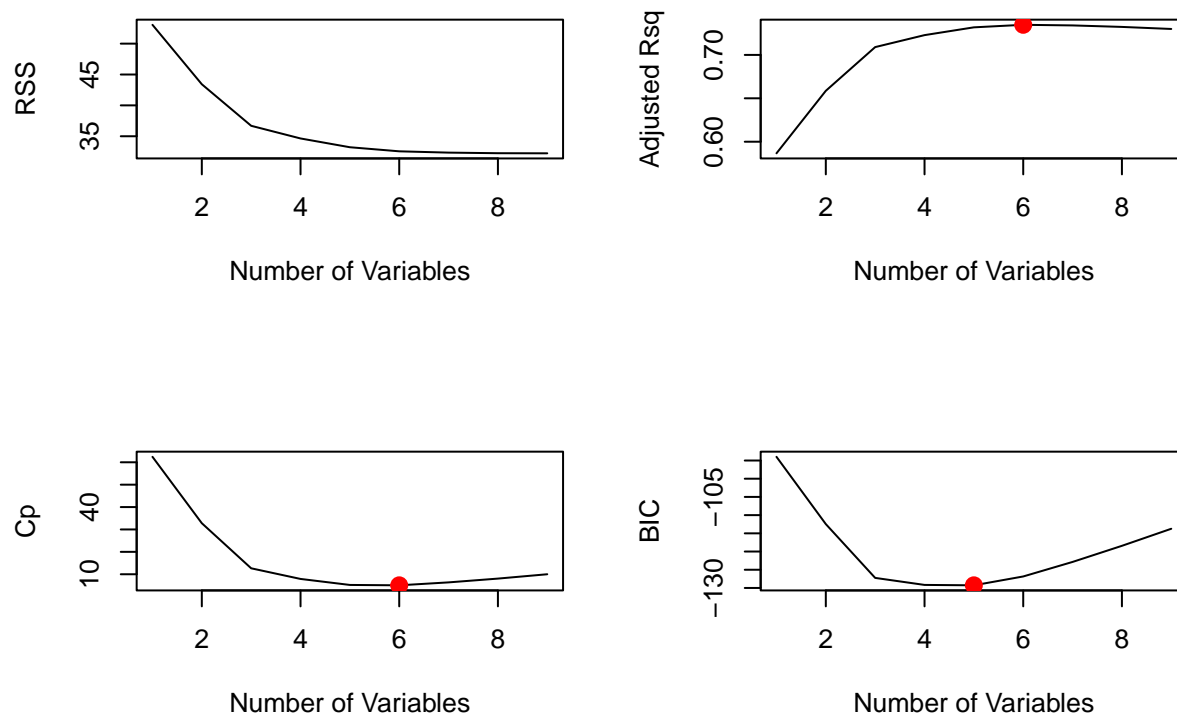 RSS
35 45
2 4 6 8
Number of Variables
Adjusted Rsq
0.60 0.70
2 4 6 8
Number of Variables
Cp
10 40
2 4 6 8
Number of Variables
BIC
−130 −105
2 4 6 8
Number of Variables